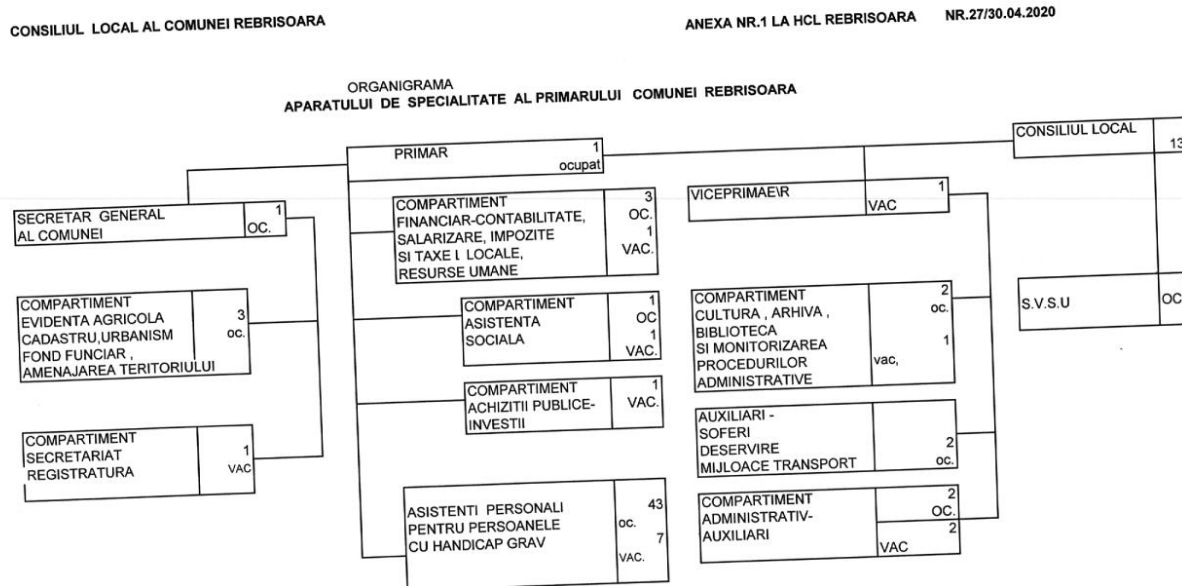 CONSILIUL LOCAL AL COMUNEI REBRISOARA
ANEXA NR.1 LA HCL REBRISOARA NR.27/30.04.2020
ORGANIGRAMA
APARATULUI DE SPECIALITATE AL PRIMARULUI COMUNEI REBRISOARA
PRIMAR 1
ocupat
CONSILIUL LOCAL
13
SECRETAR GENERAL 1
AL COMUNEI OC.
COMPARTIMENT 3
FINANCIAR-CONTABILITATE, OC.
SALARIZARE, IMPOZITE 1
SI TAXE I LOCALE, VAC.
RESURSE UMANE
VICEPRIMAE\R 1
VAC
COMPARTIMENT
EVIDENTA AGRICOLA 3
CADASTRU,URBANISM oc.
FOND FUNCIAR ,
AMENAJAREA TERITORIULUI
COMPARTIMENT 1
ASISTENTA OC
SOCIALA 1
VAC.
COMPARTIMENT 2
CULTURA , ARHIVA , oc.
BIBLIOTECA
SI MONITORIZAREA 1
PROCEDURILOR vac,
ADMINISTRATIVE
S.V.S.U OC
COMPARTIMENT 1
ACHIZITII PUBLICE- VAC.
INVESTII
COMPARTIMENT
SECRETARIAT 1
REGISTRATURA VAC
AUXILIARI -
SOFERI
DESERVIRE 2
MIJLOACE TRANSPORT oc.
ASISTENTI PERSONALI 43
PENTRU PERSOANELE oc.
CU HANDICAP GRAV 7
VAC.
COMPARTIMENT 2
ADMINISTRATIV- OC.
AUXILIARI 2
VAC